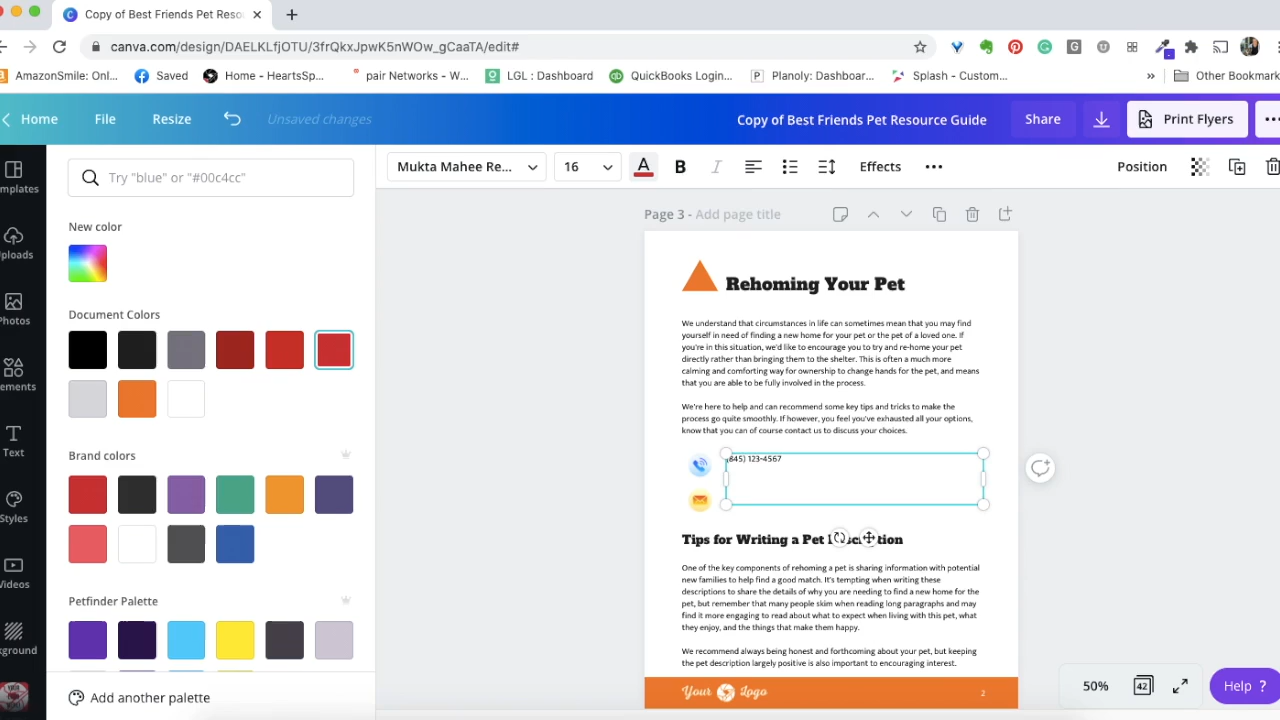 Copy of Best Friends Pet Reso
canva.com/design/DAELKLfjOTU/3frQkxJpwK5nWOw_gCaaTA/edit#
AmazonSmile: Onl...
Saved
Home - HeartsSp...
pair Networks - W...
LGL : Dashboard
QuickBooks Login...
Planoly: Dashboar...
Splash - Custom...
»
Other Bookmark
Home
File
Resize
Unsaved changes
Copy of Best Friends Pet Resource Guide
Share
Print Flyers
Mukta Mahee Re...
16
A
B
I
Effects
Position
Try "blue" or "#00c4cc"
New color
Document Colors
Brand colors
Petfinder Palette
Add another palette
mplates
ploads
Photos
ements
Text
Styles
ideos
kground
Page 3 - Add page title
Rehoming Your Pet
We understand that circumstances in life can sometimes mean that you may find
yourself in need of finding a new home for your pet or the pet of a loved one. If
you're in this situation, we'd like to encourage you to try and re-home your pet
directly rather than bringing them to the shelter. This is often a much more
calming and comforting way for ownership to change hands for the pet, and means
that you are able to be fully involved in the process.
We're here to help and can recommend some key tips and tricks to make the
process go quite smoothly. If however, you feel you've exhausted all your options,
know that you can of course contact us to discuss your choices.
(845) 123-4567
Tips for Writing a Pet Description
One of the key components of rehoming a pet is sharing information with potential
new families to help find a good match. It's tempting when writing these
descriptions to share the details of why you are needing to find a new home for the
pet, but remember that many people skim when reading long paragraphs and may
find it more engaging to read about what to expect when living with this pet, what
they enjoy, and the things that make them happy.
We recommend always being honest and forthcoming about your pet, but keeping
the pet description largely positive is also important to encouraging interest.
Your Logo
2
50%
42
Help ?